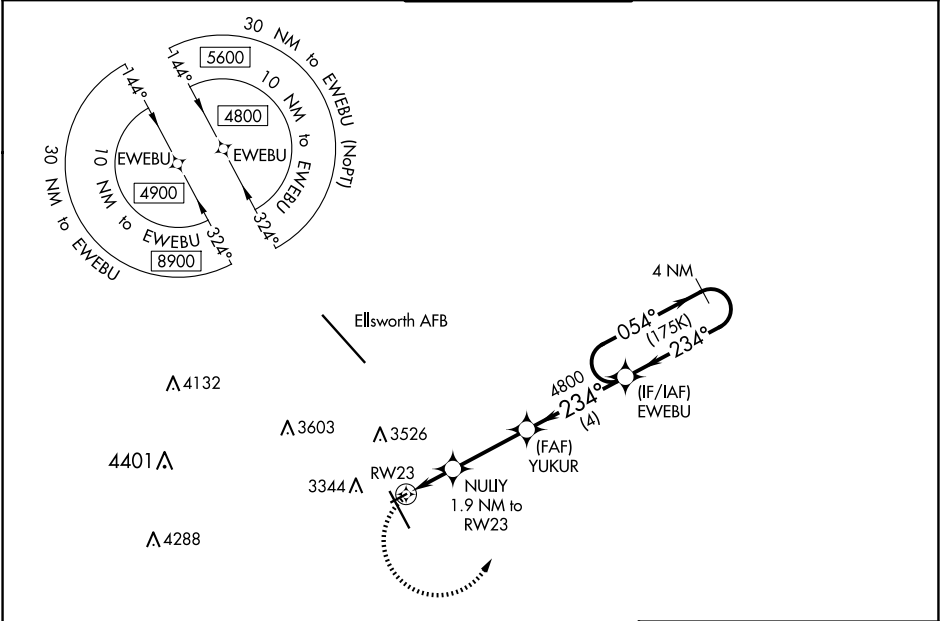 30 NM to EWEBU (NoPT)
5600
144°
10 NM to EWEBU
4800
EWEBU
324°
144°
EWEBU
4900
10 NM to EWEBU
324°
30 NM to EWEBU
8900
4 NM
Ellsworth AFB
054°
(175K)
234°
4800
234°
(4)
(IF/IAF)
EWEBU
4132
3603
3526
(FAF)
YUKUR
4401
RW23
3344
NULIY
1.9 NM to
RW23
4288